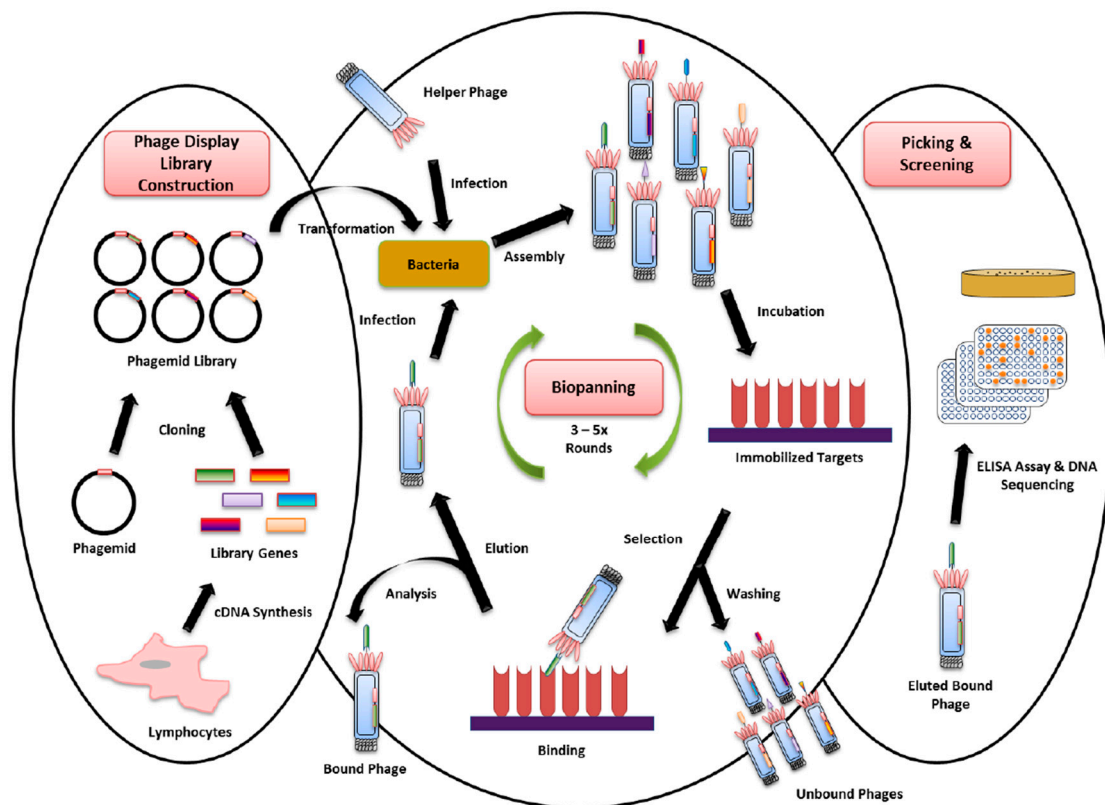 Phage Display
Library
Construction
Phagemid Library
Cloning
Phagemid
Library Genes
cDNA Synthesis
Lymphocytes
Helper Phage
Infection
Transformation
Bacteria
Assembly
Infection
Incubation
Biopanning
3 – 5x
Rounds
Immobilized Targets
Elution
Selection
Analysis
Washing
Binding
Bound Phage
Unbound Phages
Picking &
Screening
ELISA Assay & DNA
Sequencing
Eluted Bound
Phage